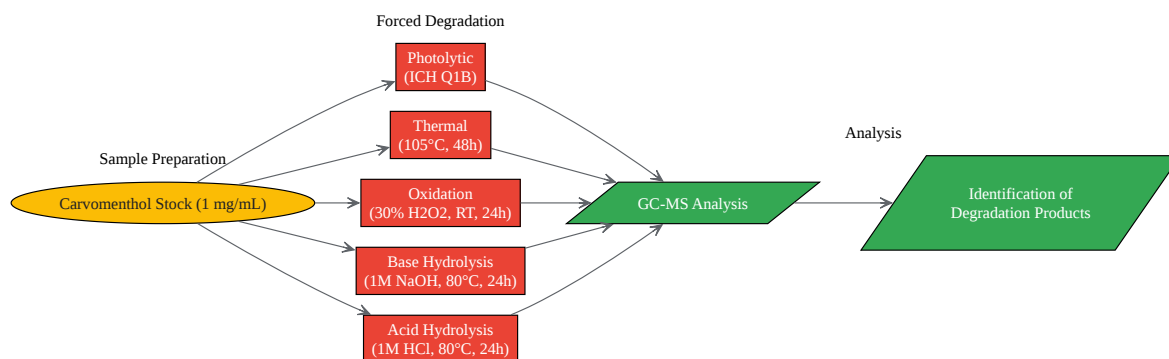 Forced Degradation
Photolytic
(ICH Q1B)
Thermal
(105°C, 48h)
Analysis
Sample Preparation
Carvomenthol Stock (1 mg/mL)
Oxidation
(30% H2O2, RT, 24h)
GC-MS Analysis
Identification of
Degradation Products
Base Hydrolysis
(1M NaOH, 80°C, 24h)
Acid Hydrolysis
(1M HCl, 80°C, 24h)